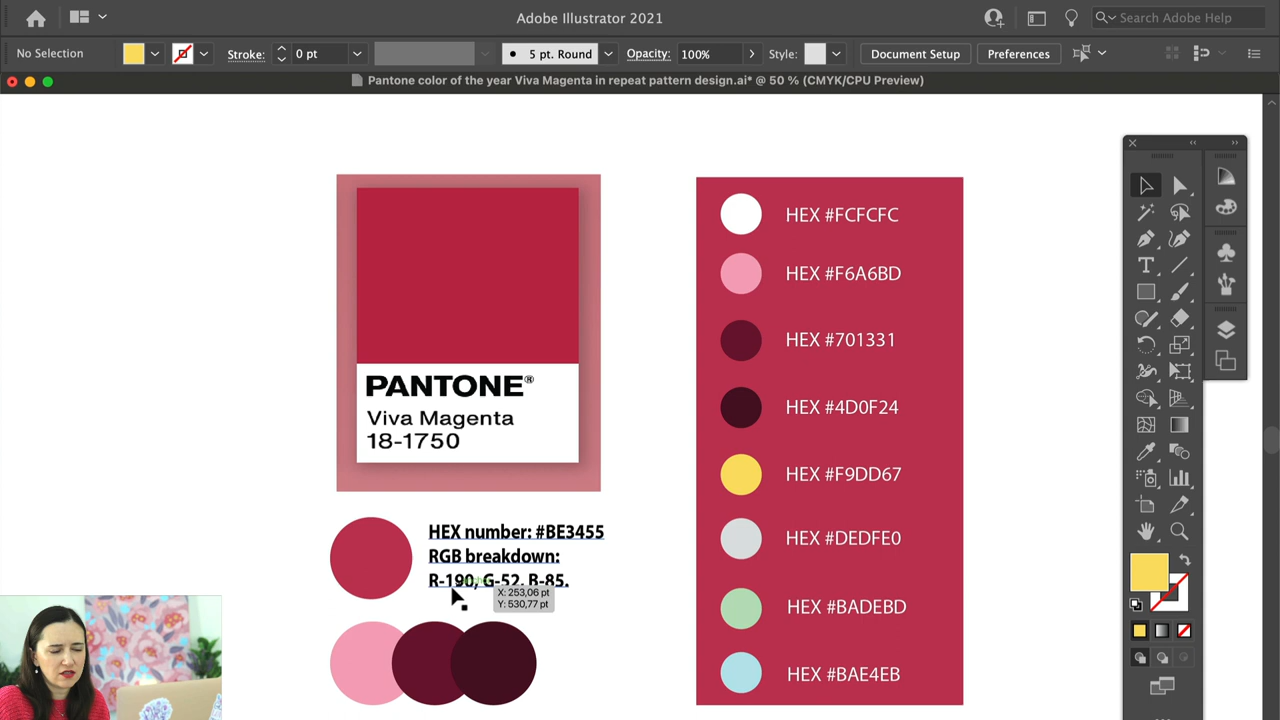 Adobe Illustrator 2021
Search Adobe Help
No Selection
Stroke:
0 pt
5 pt. Round
Opacity:
100%
Style:
Document Setup
Preferences
Pantone color of the year Viva Magenta in repeat pattern design.ai* @ 50 % (CMYK/CPU Preview)
PANTONE®
Viva Magenta
18-1750
HEX number: #BE3455
RGB breakdown:
R-190, G-52, B-85.
X: 253,06 pt
Y: 530,77 pt
HEX #FCFCFC
HEX #F6A6BD
HEX #701331
HEX #4D0F24
HEX #F9DD67
HEX #DEDFE0
HEX #BADEBD
HEX #BAE4EB